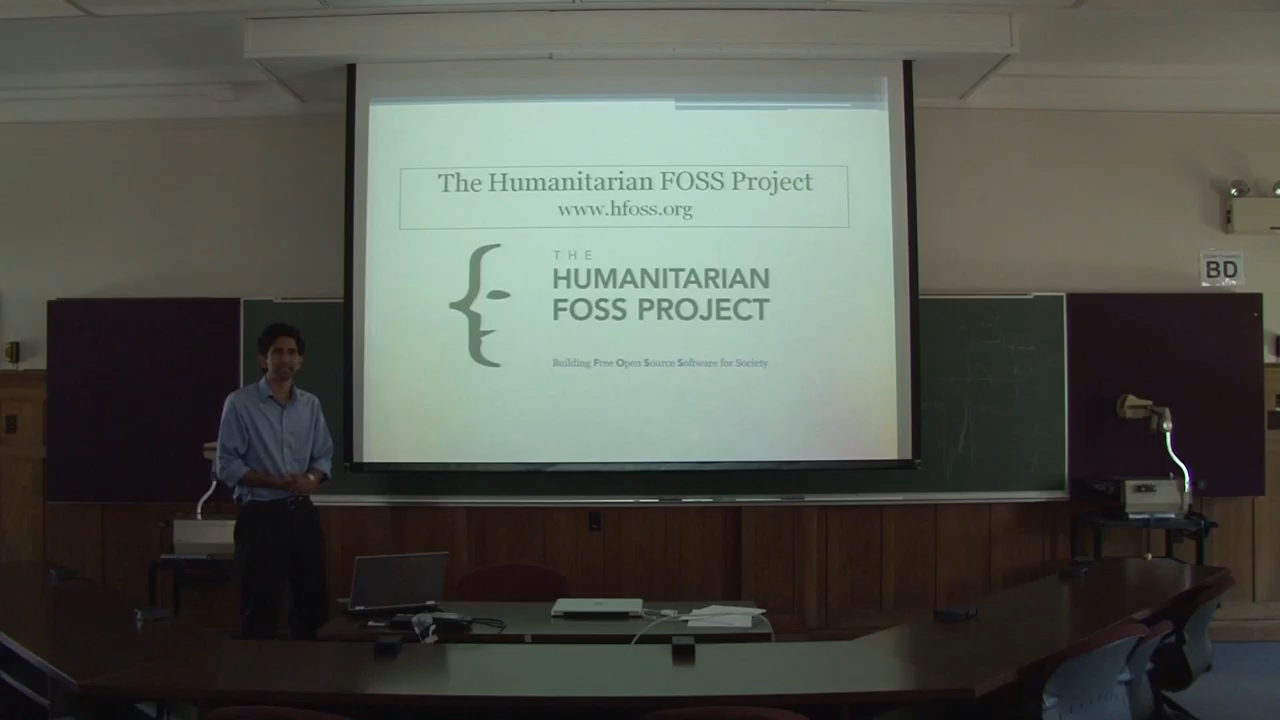 The Humanitarian FOSS Project
www.hfoss.org
THE
HUMANITARIAN
FOSS PROJECT
Building Free Open Source Software for Society
BD